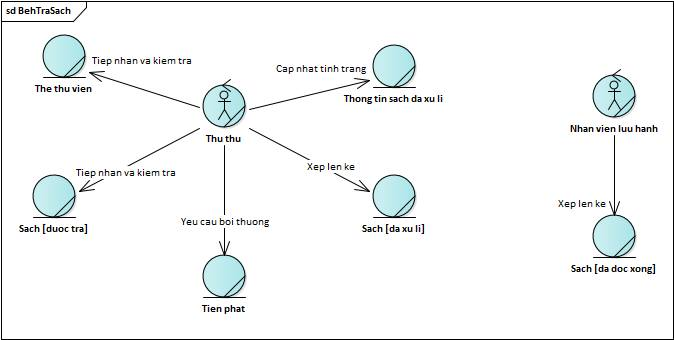 sd BehTraSach
Tiep nhan va kiem tra
The thu vien
Cap nhat tinh trang
Thong tin sach da xu li
Thu thu
Nhan vien luu hanh
Tiep nhan va kiem tra
Xep len ke
Sach [duoc tra]
Yeu cau boi thuong
Sach [da xu li]
Xep len ke
Sach [da doc xong]
Tien phat